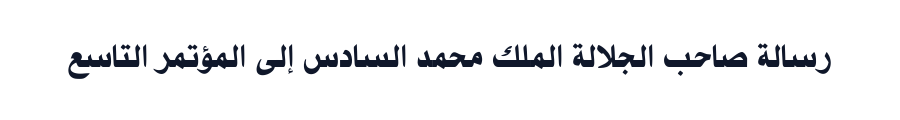 رسالة صاحب الجلالة الملك محمد السادس إلى المؤتمر التاسع